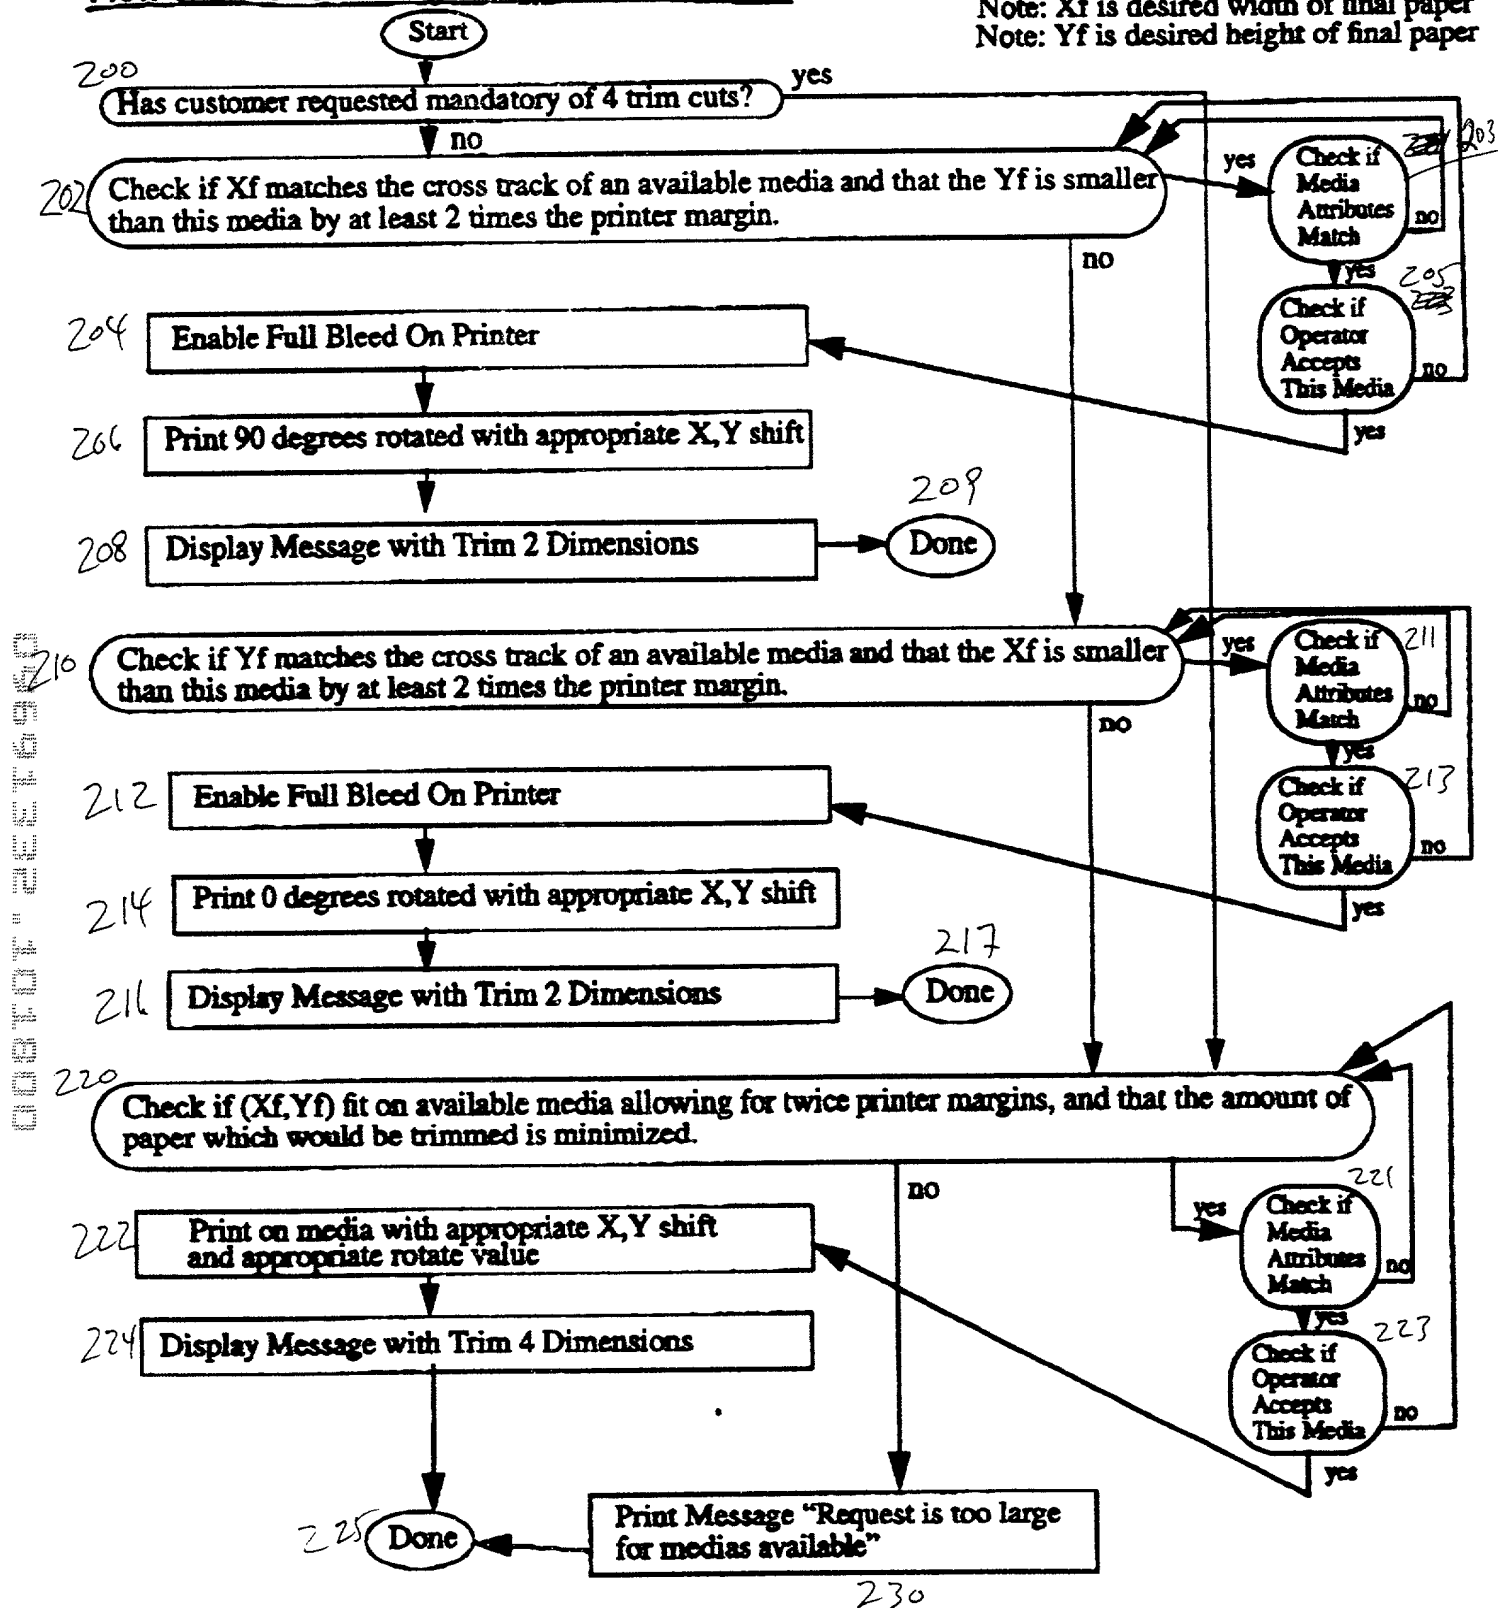 Note: Xf is desired width of final paper
Note: Yf is desired height of final paper
Start
200
Has customer requested mandatory of 4 trim cuts?
yes
no
202
Check if Xf matches the cross track of an available media and that the Yf is smaller
than this media by at least 2 times the printer margin.
yes
no
203
Check if
Media
Attributes
Match
no
yes
205
Check if
Operator
Accepts
This Media
no
yes
204
Enable Full Bleed On Printer
206
Print 90 degrees rotated with appropriate X,Y shift
208
Display Message with Trim 2 Dimensions
209
Done
210
Check if Yf matches the cross track of an available media and that the Xf is smaller
than this media by at least 2 times the printer margin.
yes
no
211
Check if
Media
Attributes
Match
no
yes
213
Check if
Operator
Accepts
This Media
no
yes
212
Enable Full Bleed On Printer
214
Print 0 degrees rotated with appropriate X,Y shift
216
Display Message with Trim 2 Dimensions
217
Done
220
Check if (Xf,Yf) fit on available media allowing for twice printer margins, and that the amount of
paper which would be trimmed is minimized.
no
yes
221
Check if
Media
Attributes
Match
no
yes
223
Check if
Operator
Accepts
This Media
no
yes
222
Print on media with appropriate X,Y shift
and appropriate rotate value
224
Display Message with Trim 4 Dimensions
225
Done
Print Message “Request is too large
for medias available”
230